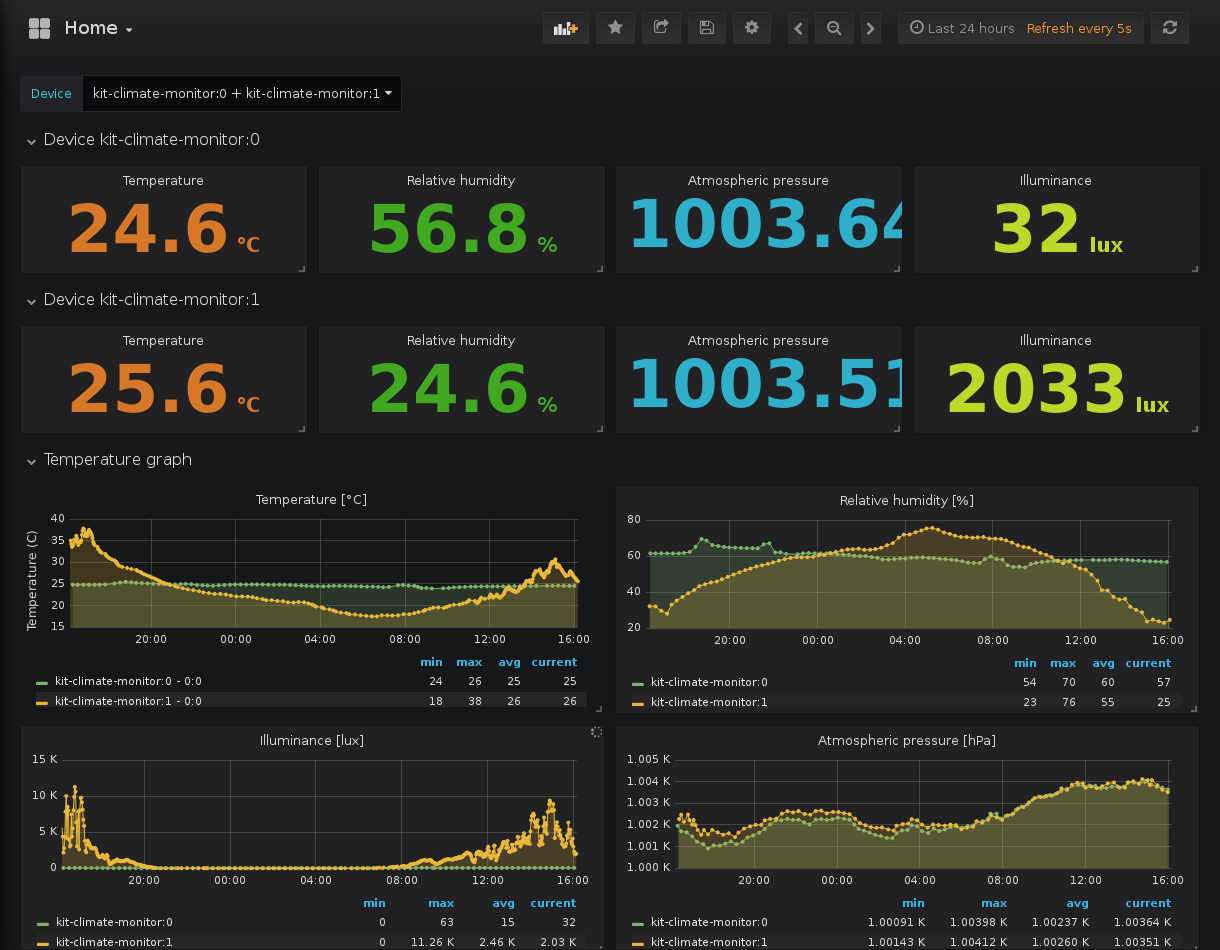 Home
Last 24 hours Refresh every 5s
Device kit-climate-monitor:0 + kit-climate-monitor:1
Device kit-climate-monitor:0
Temperature Relative humidity Atmospheric pressure Illuminance
24.6 °C 56.8 % 1003.64 32 lux
Device kit-climate-monitor:1
Temperature Relative humidity Atmospheric pressure Illuminance
25.6 °C 24.6 % 1003.51 2033 lux
Temperature graph
Temperature [°C]
Temperature (C)
40
35
30
25
20
15
20:00 00:00 04:00 08:00 12:00 16:00
min max avg current
kit-climate-monitor:0 - 0:0 24 26 25 25
kit-climate-monitor:1 - 0:0 18 38 26 26
Relative humidity [%]
80
60
40
20
20:00 00:00 04:00 08:00 12:00 16:00
min max avg current
kit-climate-monitor:0 54 70 60 57
kit-climate-monitor:1 23 76 55 25
Illuminance [lux]
15 K
10 K
5 K
0
20:00 00:00 04:00 08:00 12:00 16:00
min max avg current
kit-climate-monitor:0 0 63 15 32
kit-climate-monitor:1 0 11.26 K 2.46 K 2.03 K
Atmospheric pressure [hPa]
1.005 K
1.004 K
1.003 K
1.002 K
1.001 K
1.000 K
20:00 00:00 04:00 08:00 12:00 16:00
min max avg current
kit-climate-monitor:0 1.00091 K 1.00398 K 1.00237 K 1.00364 K
kit-climate-monitor:1 1.00143 K 1.00412 K 1.00260 K 1.00351 K